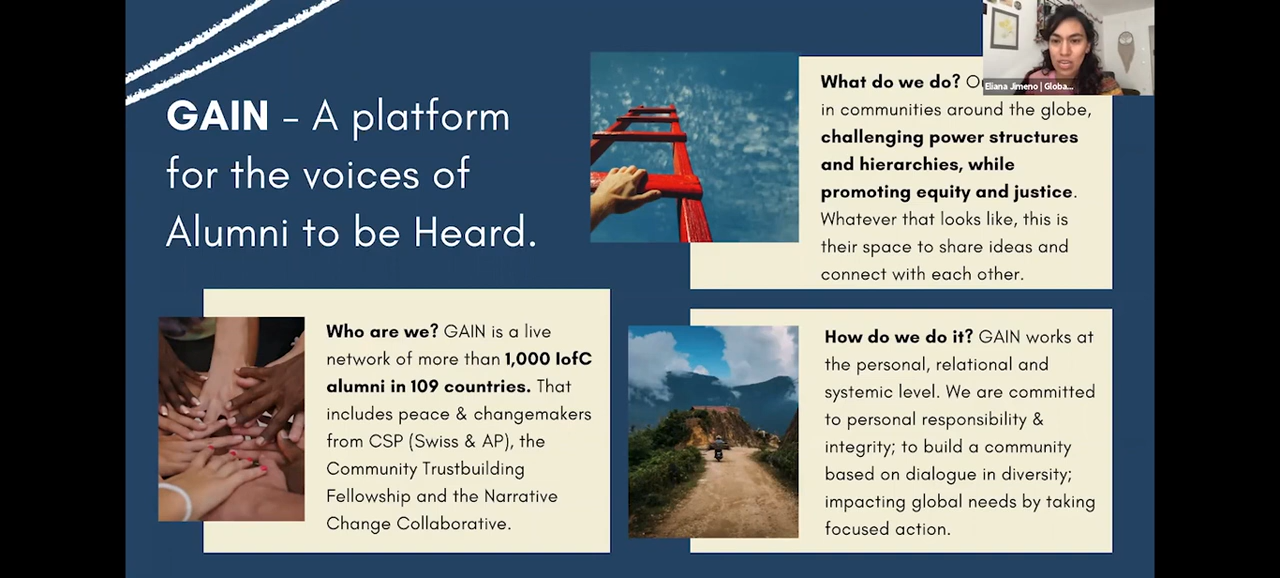 GAIN – A platform
for the voices of
Alumni to be Heard.
What do we do?
in communities around the globe,
challenging power structures
and hierarchies, while
promoting equity and justice.
Whatever that looks like, this is
their space to share ideas and
connect with each other.
Eliana Jimeno | Globa...
Who are we? GAIN is a live
network of more than 1,000 IofC
alumni in 109 countries. That
includes peace & changemakers
from CSP (Swiss & AP), the
Community Trustbuilding
Fellowship and the Narrative
Change Collaborative.
How do we do it? GAIN works at
the personal, relational and
systemic level. We are committed
to personal responsibility &
integrity; to build a community
based on dialogue in diversity;
impacting global needs by taking
focused action.